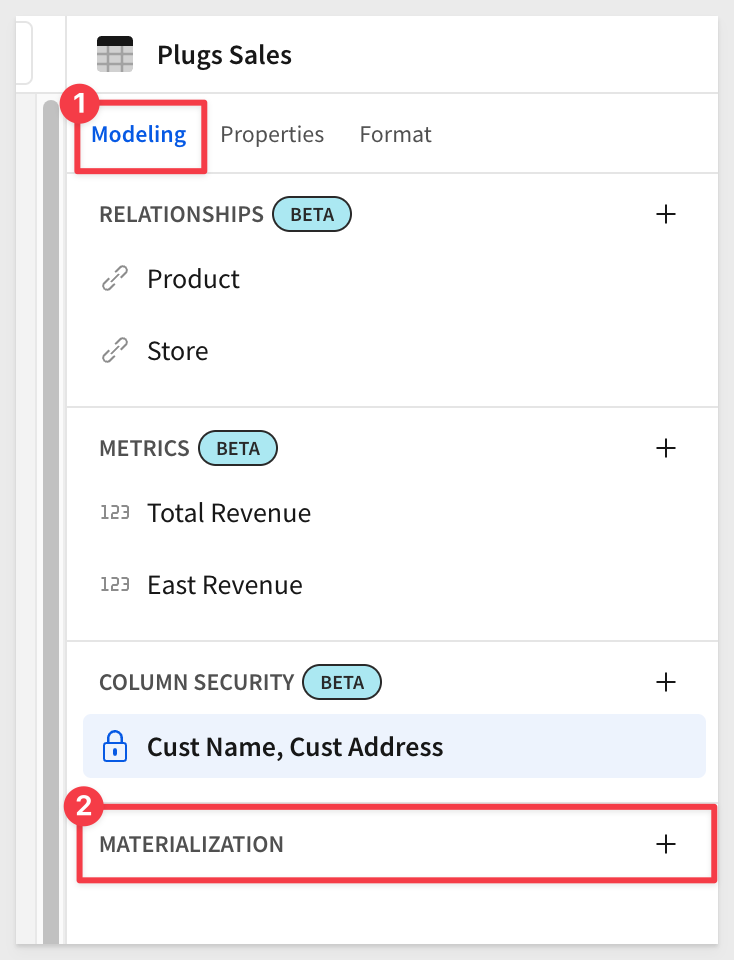 Plugs Sales
1
Modeling Properties Format
RELATIONSHIPS BETA
Product
Store
METRICS BETA
123 Total Revenue
123 East Revenue
COLUMN SECURITY BETA
Cust Name, Cust Address
2
MATERIALIZATION